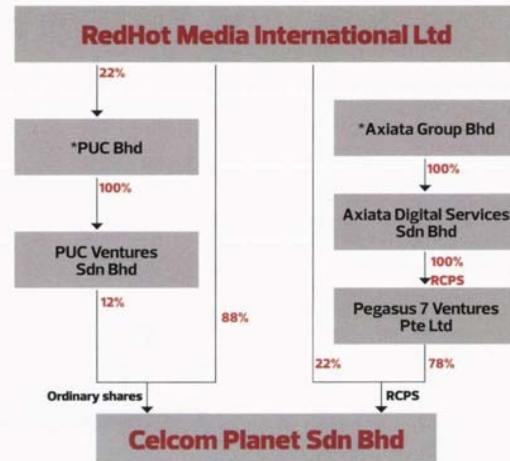 RedHot Media International Ltd
22%
*PUC Bhd
*Axiata Group Bhd
100%
100%
Axiata Digital Services
Sdn Bhd
PUC Ventures
Sdn Bhd
100%
RCPS
12%
88%
Pegasus 7 Ventures
Pte Ltd
22%
78%
Ordinary shares
RCPS
Celcom Planet Sdn Bhd